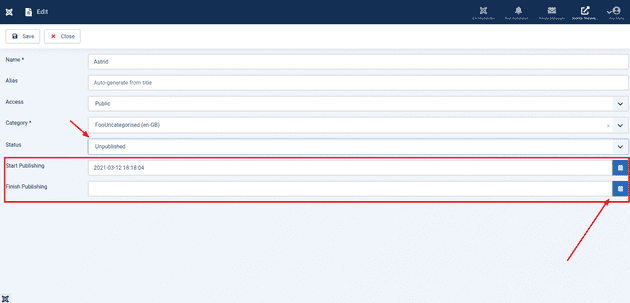 Edit
Save
Close
Name *
Astrid
Alias
Auto-generate from title
Access
Public
Category *
FooUncategorised (en-GB)
Status
Unpublished
Start Publishing
2021-03-12 18:18:04
Finish Publishing